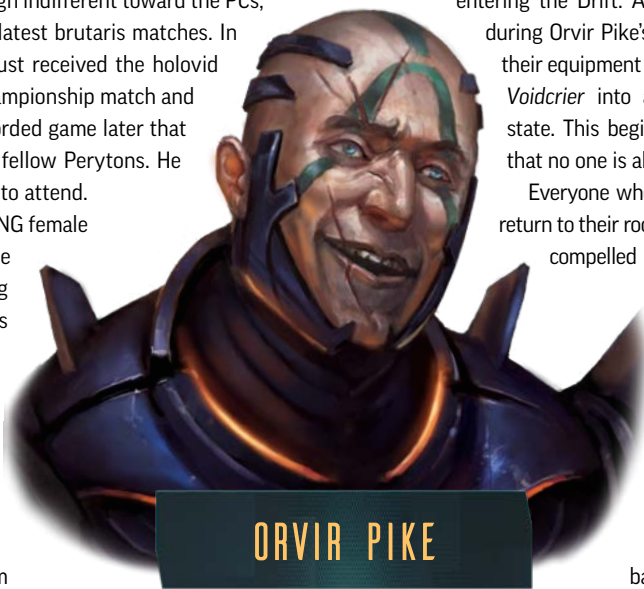 gh indifferent toward the PCs,
latest brutaris matches. In
ust received the holovid
ampionship match and
orded game later that
fellow Perytons. He
to attend.
NG female
e
g
s
entering the Drift. A
during Orvir Pike's
their equipment
Voidcrier into
state. This begi
that no one is al
Everyone wh
return to their roo
compelled
ORVIR PIKE
ba